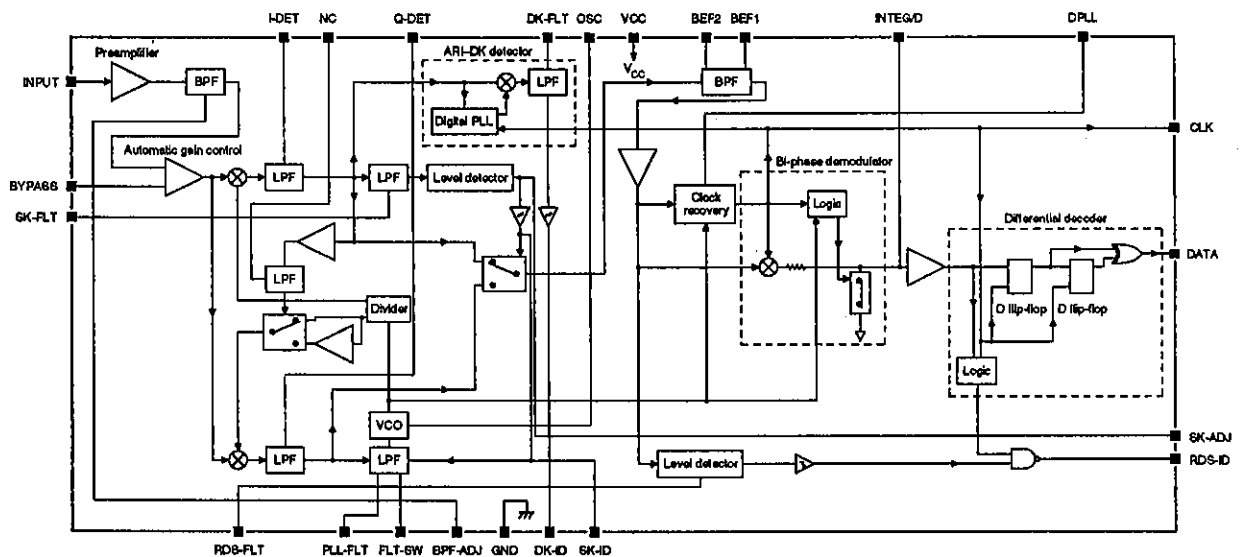 I-DET NC Q-DET DK-FLT OSC VCC BEF2 BEF1 INTEG/D DPLL
ARI-DK detector
Preamplifier
INPUT
BPF
LPF
VCC
BPF
Digital PLL
CLK
Automatic gain control
Bi-phase demodulator
BYPASS
LPF
LPF
Level detector
Clock
recovery
Logic
SK-FLT
Differential decoder
DATA
LPF
Divider
D flip-flop
D flip-flop
Logic
VCO
SK-ADJ
LPF
LPF
Level detector
RDS-ID
RDS-FLT PLL-FLT FLT-SW BPF-ADJ GND DK-ID SK-ID